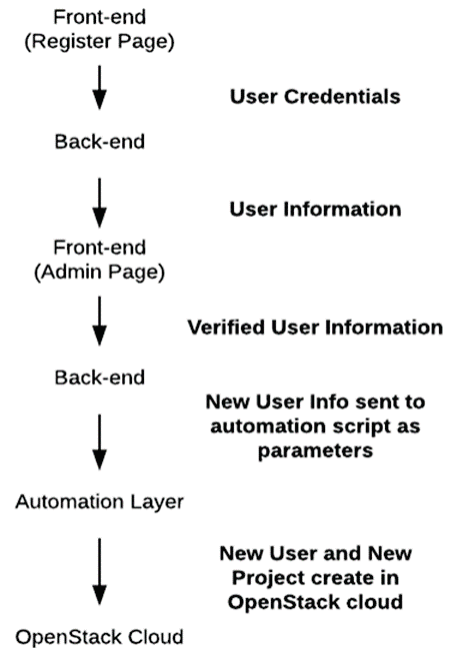 Front-end
(Register Page)
User Credentials
Back-end
User Information
Front-end
(Admin Page)
Verified User Information
Back-end
New User Info sent to
automation script as
parameters
Automation Layer
New User and New
Project create in
OpenStack cloud
OpenStack Cloud